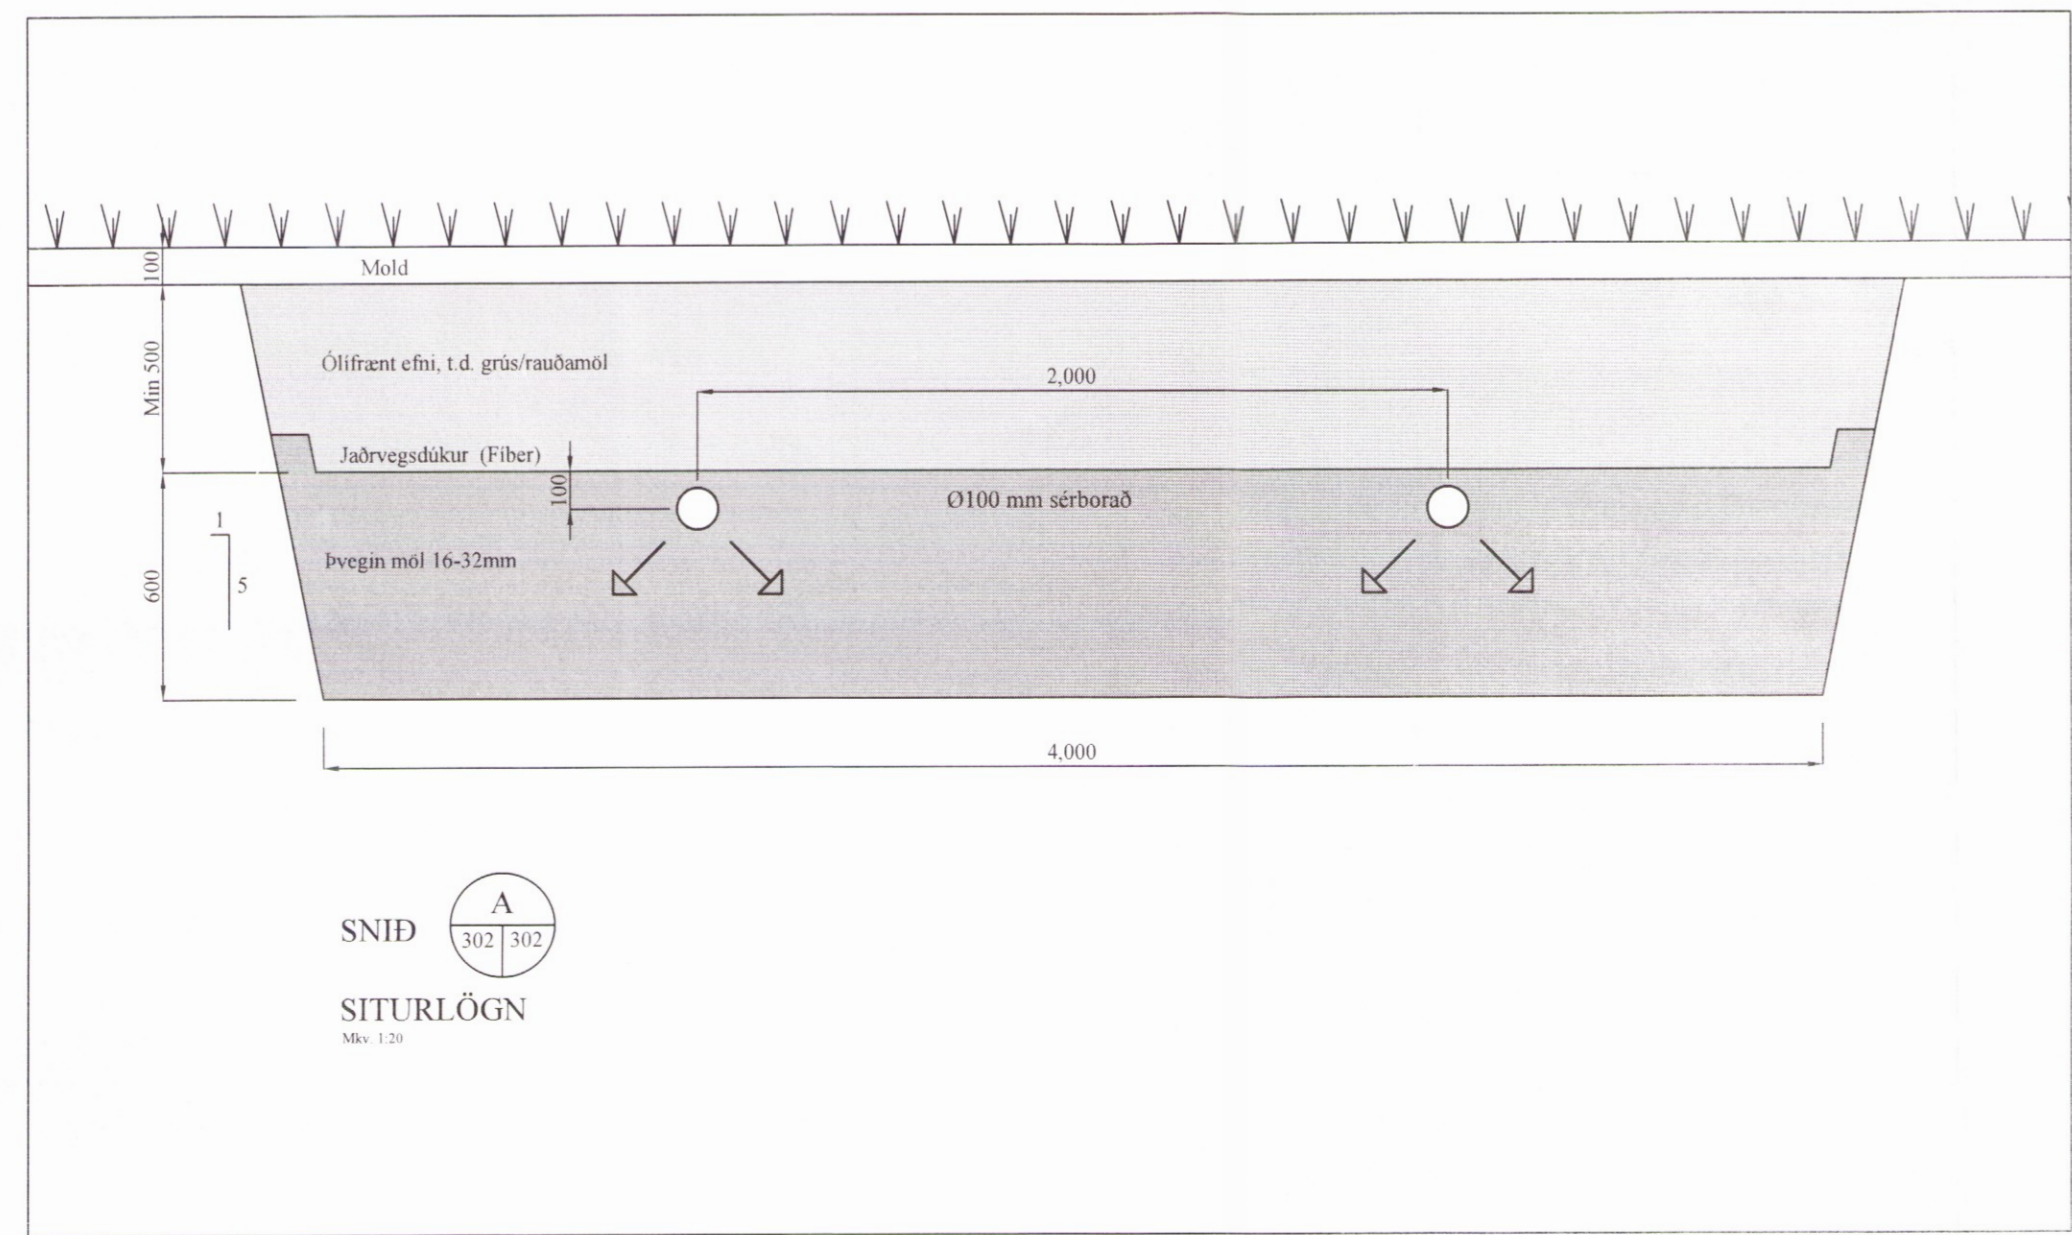 100
Mold
Min 500
Ólífrænt efni, t.d. grús/rauðamöl
2,000
Jaðrvegsdúkur (Fíber)
100
Ø100 mm sérborað
1
5
Þvegin möl 16-32mm
600
4,000
SNIÐ
A
302 302
SITURLÖGN
Mkv. 1:20